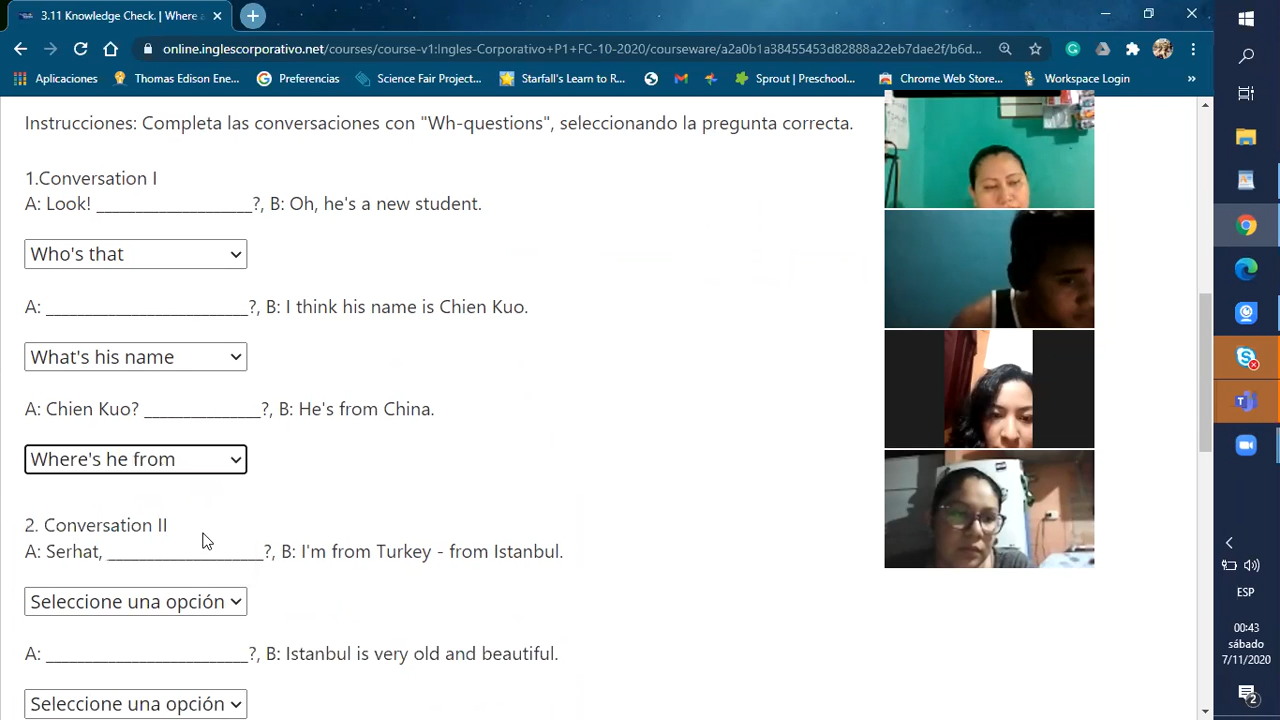 3.11 Knowledge Check. | Where a
online.inglescorporativo.net/courses/course-v1:Ingles-Corporativo+P1+FC-10-2020/courseware/a2a0b1a38455453d82888a22eb7dae2f/b6d...
Aplicaciones
Thomas Edison Ene...
Preferencias
Science Fair Project...
Starfall's Learn to R...
Sprout | Preschool...
Chrome Web Store...
Workspace Login
»
Instrucciones: Completa las conversaciones con "Wh-questions", seleccionando la pregunta correcta.
1.Conversation I
A: Look! ____________________?, B: Oh, he's a new student.
Who's that
A: __________________________?, B: I think his name is Chien Kuo.
What's his name
A: Chien Kuo? _______________?, B: He's from China.
Where's he from
2. Conversation II
A: Serhat, ____________________?, B: I'm from Turkey - from Istanbul.
Seleccione una opción
A: __________________________?, B: Istanbul is very old and beautiful.
Seleccione una opción
ESP
00:43
sábado
7/11/2020
2